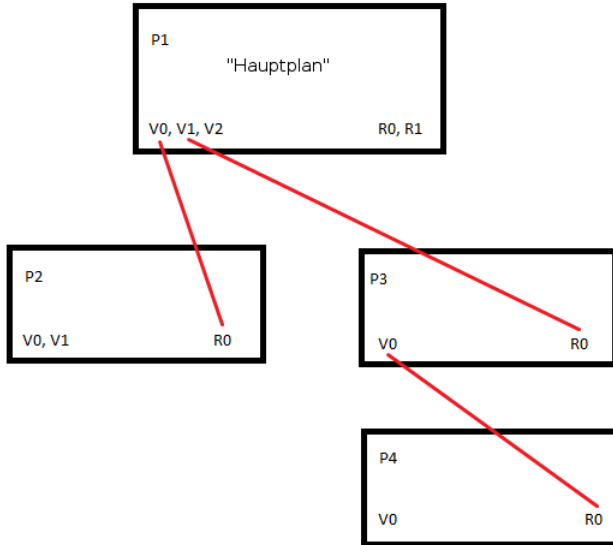 P1
"Hauptplan"
V0, V1, V2 R0, R1
P2
V0, V1 R0
P3
V0 R0
P4
V0 R0